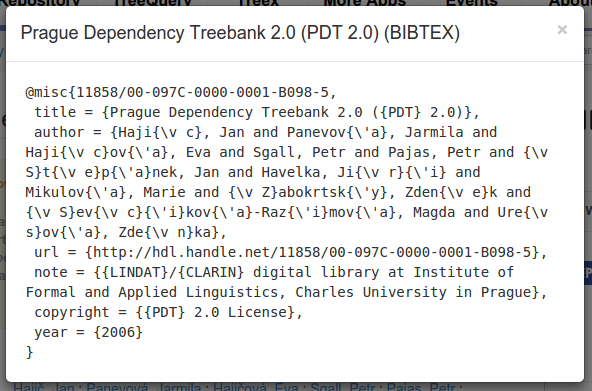 Repository TreeQuery Treex More Apps Events Abou
Prague Dependency Treebank 2.0 (PDT 2.0) (BIBTEX)
×
@misc{11858/00-097C-0000-0001-B098-5,
title = {Prague Dependency Treebank 2.0 ({PDT} 2.0)},
author = {Haji{\v c}, Jan and Panevov{\'a}, Jarmila and
Haji{\v c}ov{\'a}, Eva and Sgall, Petr and Pajas, Petr and {\v
S}t{\v e}p{\'a}nek, Jan and Havelka, Ji{\v r}{\'i} and
Mikulov{\'a}, Marie and {\v Z}abokrtsk{\'y}, Zden{\v e}k and
{\v S}ev{\v c}{\'i}kov{\'a}-Raz{\'i}mov{\'a}, Magda and Ure{\v
s}ov{\'a}, Zde{\v n}ka},
url = {http://hdl.handle.net/11858/00-097C-0000-0001-B098-5},
note = {{LINDAT}/{CLARIN} digital library at Institute of
Formal and Applied Linguistics, Charles University in Prague},
copyright = {{PDT} 2.0 License},
year = {2006}
}
Hajič, Jan ; Panevová, Jarmila ; Hajičová, Eva ; Sgall, Petr ; Pajas, Petr ;